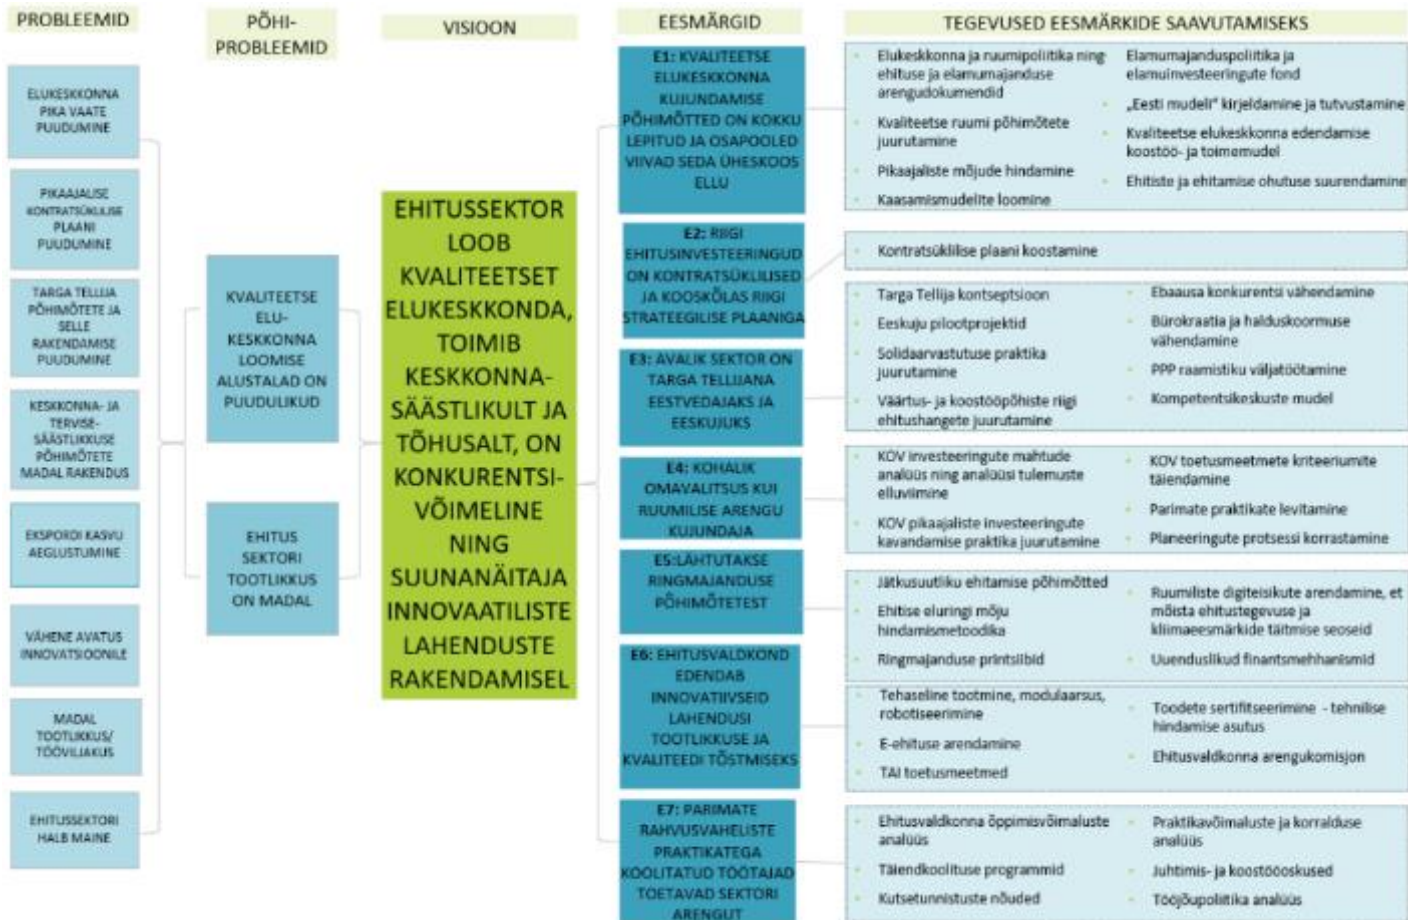 PROBLEEMID
ELUKESKKONNA
PIKA VAATE
PUUDUMINE
PIKAAJALISE
KONTRATSÜKLILISE
PLAANI
PUUDUMINE
TARGA TELLIJA
PÕHIMÕTETE JA
SELLE
RAKENDAMISE
PUUDUMINE
KESKKONNA- JA
TERVISE-
SÄÄSTLIKKUSE
PÕHIMÕTETE
MADAL RAKENDUS
EKSPORDI KASVU
AEGLUSTUMINE
VÄHENE AVATUS
INNOVATSIOONILE
MADAL
TOOTLIKKUS/
TÖÖVILJAKUS
EHITUSSEKTORI
HALB MAINE
PÕHI-
PROBLEEMID
KVALITEETSE
ELU-
KESKKONNA
LOOMISE
ALUSTALAD ON
PUUDULIKUD
EHITUS
SEKTORI
TOOTLIKKUS
ON MADAL
VISIOON
EHITUSSEKTOR
LOOB
KVALITEETSET
ELUKESKKONDA,
TOIMIB
KESKKONNA-
SÄÄSTLIKULT JA
TÕHUSALT, ON
KONKURENTSI-
VÕIMELINE
NING
SUUNANÄITAJA
INNOVAATILISTE
LAHENDUSTE
RAKENDAMISEL
EESMÄRGID
E1: KVALITEETSE
ELUKESKKONNA
KUJUNDAMISE
PÕHIMÕTTED ON KOKKU
LEPITUD JA OSAPOOLED
VIIVAD SEDA ÜHESKOOS
ELLU
E2: RIIGI
EHITUSINVESTEERINGUD
ON KONTRATSÜKLILISED
JA KOOSKÕLAS RIIGI
STRATEEGILISE PLAANIGA
E3: AVALIK SEKTOR ON
TARGA TELLIJANA
EESTVEDAJAKS JA
EESKUJUKS
E4: KOHALIK
OMAVALITSUS KUI
RUUMILISE ARENGU
KUJUNDAJA
E5:LÄHTUTAKSE
RINGMAJANDUSE
PÕHIMÕTETEST
E6: EHITUSVALDKOND
EDENDAB
INNOVATIIVSEID
LAHENDUSI
TOOTLIKKUSE JA
KVALITEEDI TÕSTMISEKS
E7: PARIMATE
RAHVUSVAHELISTE
PRAKTIKATEGA
KOOLITATUD TÖÖTAJAD
TOETAVAD SEKTORI
ARENGUT
TEGEVUSED EESMÄRKIDE SAAVUTAMISEKS
Elukeskkonna ja ruumipoliitika ning
ehituse ja elamumajanduse
arengudokumendid
Kvaliteetse ruumi põhimõtete
juurutamine
Pikaajaliste mõjude hindamine
Kaasamismudelite loomine
Elamumajanduspoliitika ja
elamuinvesteeringute fond
„Eesti mudeli“ kirjeldamine ja tutvustamine
Kvaliteetse elukeskkonna edendamise
koostöö- ja toimemudel
Ehitiste ja ehitamise ohutuse suurendamine
Kontratsüklilise plaani koostamine
Targa Tellija kontseptsioon
Eeskuju pilootprojektid
Solidaarvastutuse praktika
juurutamine
Väärtus- ja koostööpõhiste riigi
ehitushangete juurutamine
Ebaausa konkurentsi vähendamine
Bürokraatia ja halduskoormuse
vähendamine
PPP raamistiku väljatöötamine
Kompetentsikeskuste mudel
KOV investeeringute mahtude
analüüs ning analüüsi tulemuste
elluviimine
KOV pikaajaliste investeeringute
kavandamise praktika juurutamine
KOV toetusmeetmete kriteeriumite
täiendamine
Parimate praktikate levitamine
Planeeringute protsessi korrastamine
Jätkusuutliku ehitamise põhimõtted
Ehitise eluringi mõju
hindamismetoodika
Ringmajanduse printsiibid
Ruumiliste digiteisikute arendamine, et
mõista ehitustegevuse ja
kliimaeesmärkide täitmise seoseid
Uuenduslikud finantsmehhanismid
Tehaseline tootmine, modulaarsus,
robotiseerimine
E-ehituse arendamine
TAI toetusmeetmed
Toodete sertifitseerimine - tehnilise
hindamise asutus
Ehitusvaldkonna arengukomisjon
Ehitusvaldkonna õppimisvõimaluste
analüüs
Täiendkoolituse programmid
Kutsetunnistuste nõuded
Praktikavõimaluste ja korralduse
analüüs
Juhtimis- ja koostööoskused
Tööjõupoliitika analüüs